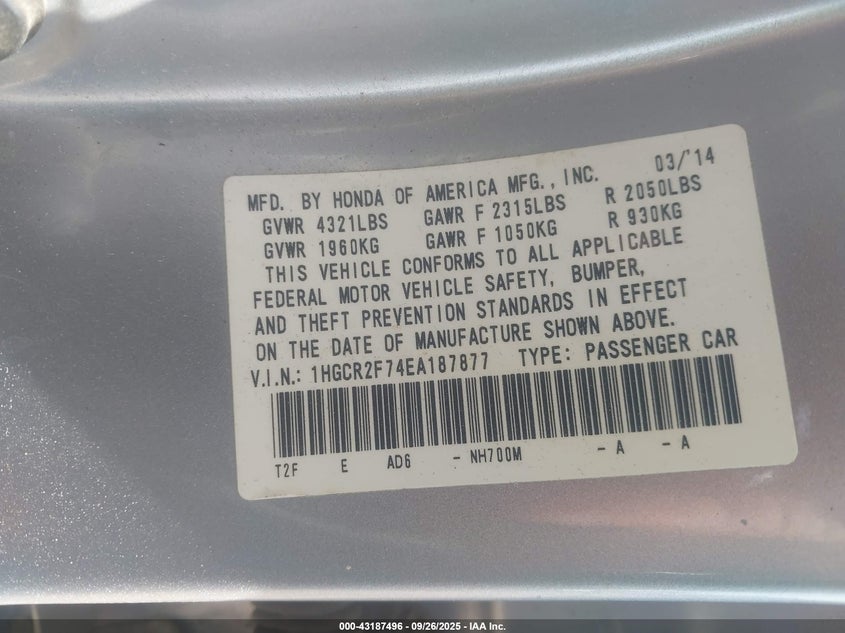 03/'14
MFD. BY HONDA OF AMERICA MFG., INC.
GVWR 4321LBS GAWR F 2315LBS R 2050LBS
GVWR 1960KG GAWR F 1050KG R 930KG
THIS VEHICLE CONFORMS TO ALL APPLICABLE
FEDERAL MOTOR VEHICLE SAFETY, BUMPER,
AND THEFT PREVENTION STANDARDS IN EFFECT
ON THE DATE OF MANUFACTURE SHOWN ABOVE.
V.I.N.: 1HGCR2F74EA187877 TYPE: PASSENGER CAR
T2F E AD6 - NH700M - A - A
000-43187496 - 09/26/2025 - IAA Inc.